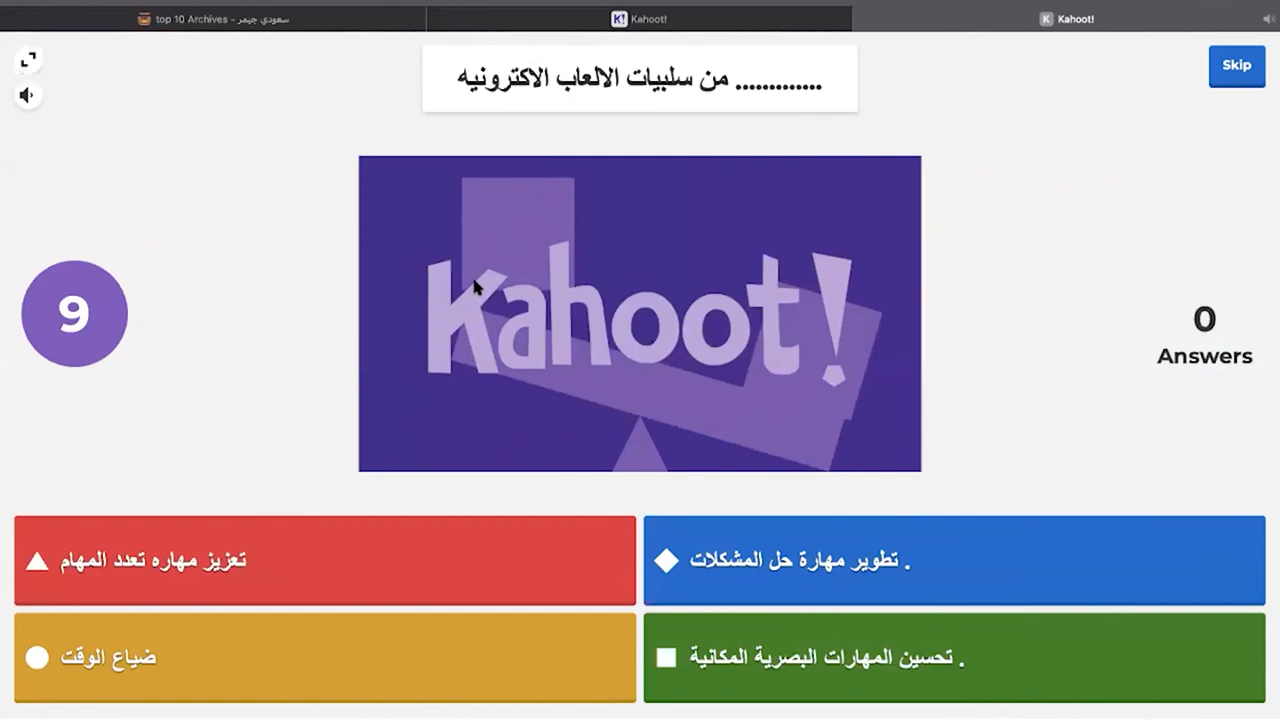 top 10 Archives - سعودي جيمر
K! Kahoot!
K Kahoot!
............. من سلبيات الالعاب الاكترونيه
Skip
Kahoot!
9
0
Answers
تعزيز مهاره تعدد المهام
تطوير مهارة حل المشكلات .
ضياع الوقت
تحسين المهارات البصرية المكانية .